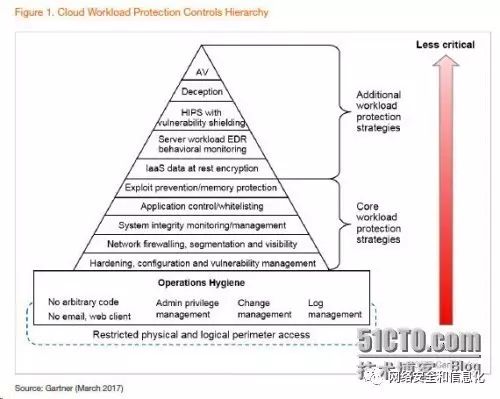 Figure 1. Cloud Workload Protection Controls Hierarchy
Less critical
AV
Deception
HIPS with
vulnerability shielding
Server workload EDR
behavioral monitoring
IaaS data at rest encryption
Additional
workload
protection
strategies
Exploit prevention/memory protection
Application control/whitelisting
System integrity monitoring/management
Network firewalling, segmentation and visibility
Hardening, configuration and vulnerability management
Core
workload
protection
strategies
Operations Hygiene
No arbitrary code
No email, web client
Admin privilege
management
Change
management
Log
management
Restricted physical and logical perimeter access
51CTO.com
技术博客 Blog
网络安全和信息化
Source: Gartner (March 2017)